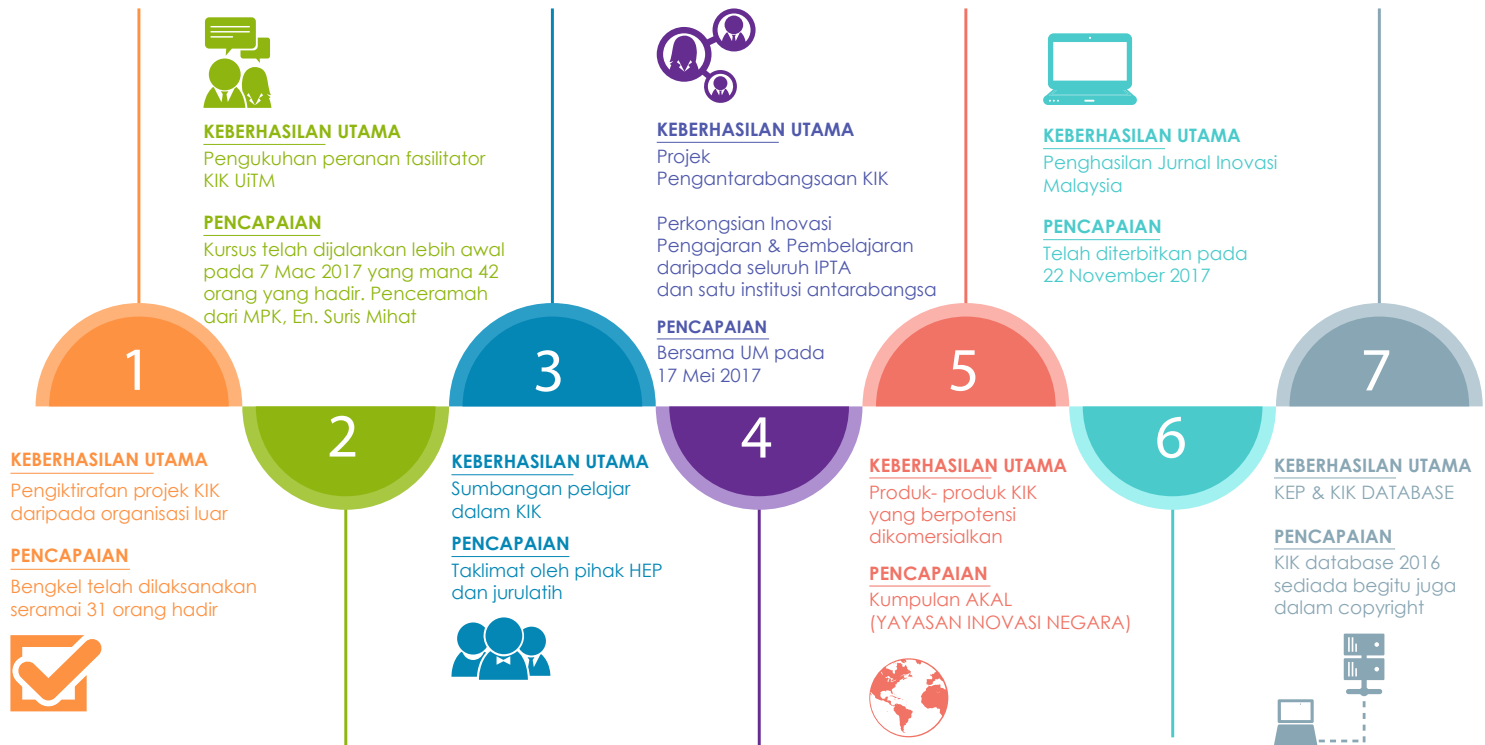 1
KEBERHASILAN UTAMA
Pengiktirafan projek KIK
daripada organisasi luar
PENCAPAIAN
Bengkel telah dilaksanakan
seramai 31 orang hadir
2
KEBERHASILAN UTAMA
Pengukuhan peranan fasilitator
KIK UiTM
PENCAPAIAN
Kursus telah dijalankan lebih awal
pada 7 Mac 2017 yang mana 42
orang yang hadir. Penceramah
dari MPK, En. Suris Mihat
3
KEBERHASILAN UTAMA
Sumbangan pelajar
dalam KIK
PENCAPAIAN
Taklimat oleh pihak HEP
dan jurulatih
4
KEBERHASILAN UTAMA
Projek
Pengantarabangsaan KIK
Perkongsian Inovasi
Pengajaran & Pembelajaran
daripada seluruh IPTA
dan satu institusi antarabangsa
PENCAPAIAN
Bersama UM pada
17 Mei 2017
5
KEBERHASILAN UTAMA
Produk- produk KIK
yang berpotensi
dikomersialkan
PENCAPAIAN
Kumpulan AKAL
(YAYASAN INOVASI NEGARA)
6
KEBERHASILAN UTAMA
Penghasilan Jurnal Inovasi
Malaysia
PENCAPAIAN
Telah diterbitkan pada
22 November 2017
7
KEBERHASILAN UTAMA
KEP & KIK DATABASE
PENCAPAIAN
KIK database 2016
sediada begitu juga
dalam copyright